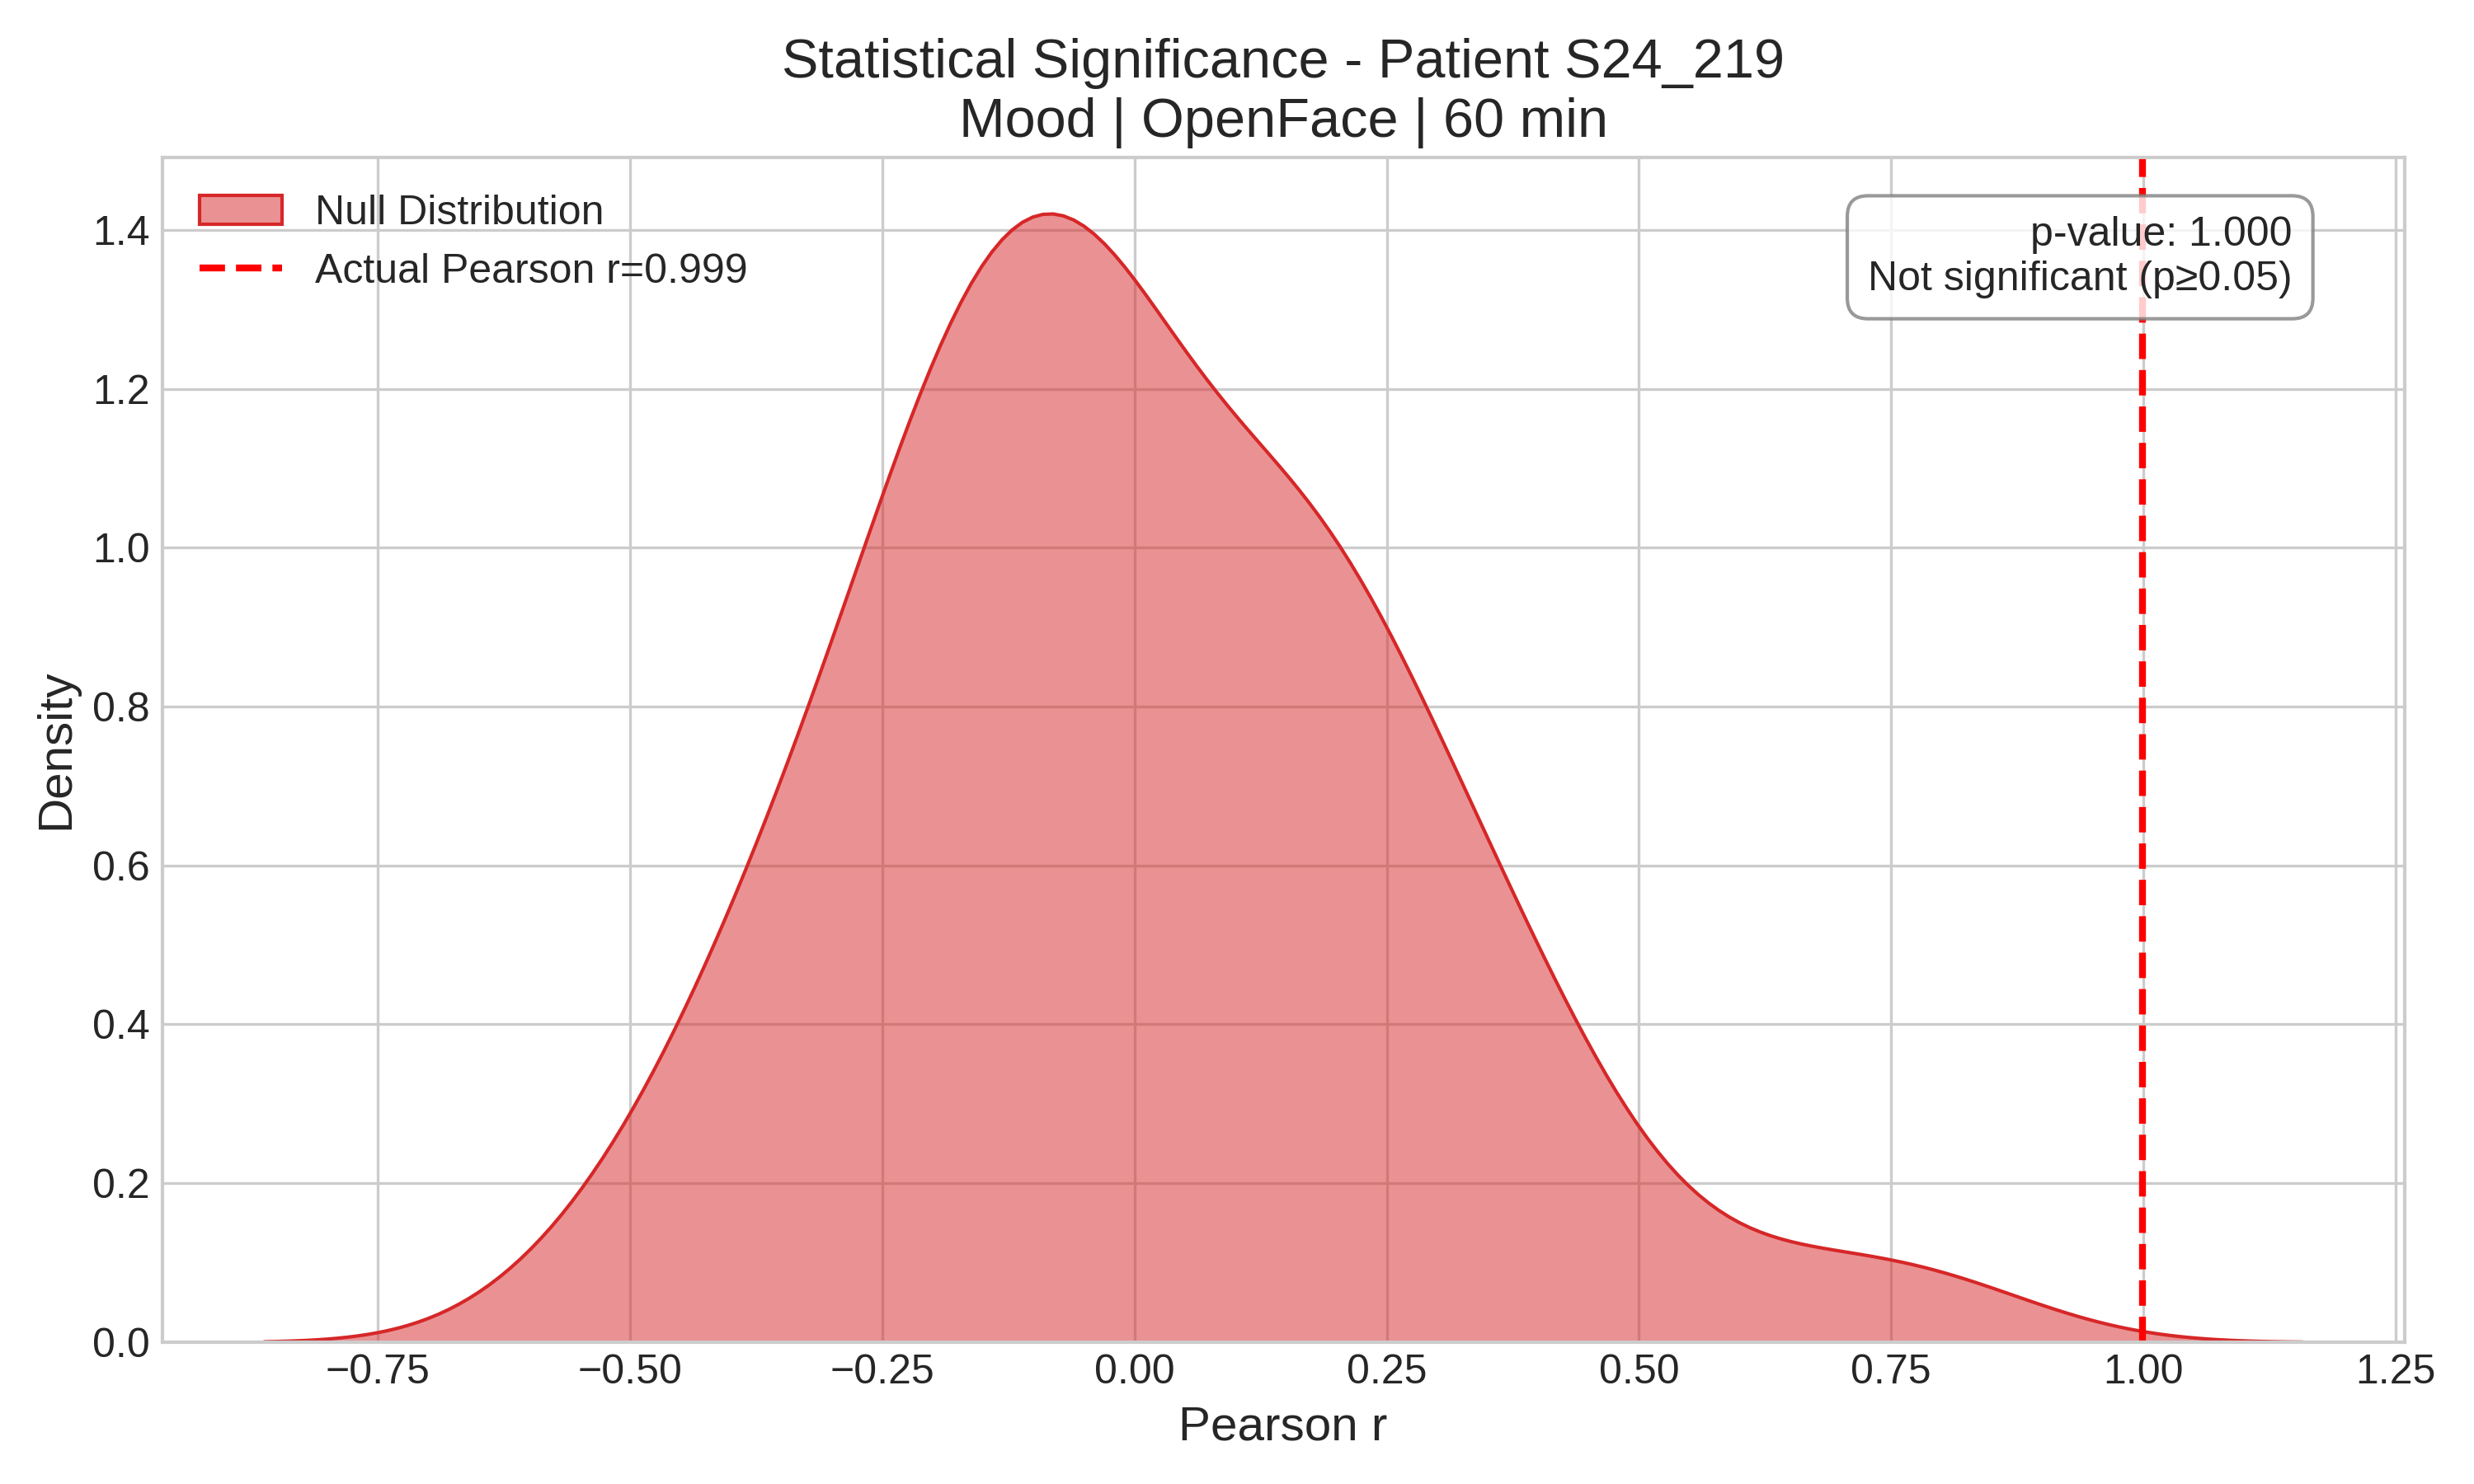 Statistical Significance - Patient S24_219
Mood | OpenFace | 60 min
Null Distribution
Actual Pearson r=0.999
p-value: 1.000
Not significant (p≥0.05)
Density
1.4
1.2
1.0
0.8
0.6
0.4
0.2
0.0
−0.75 −0.50 −0.25 0.00 0.25 0.50 0.75 1.00 1.25
Pearson r